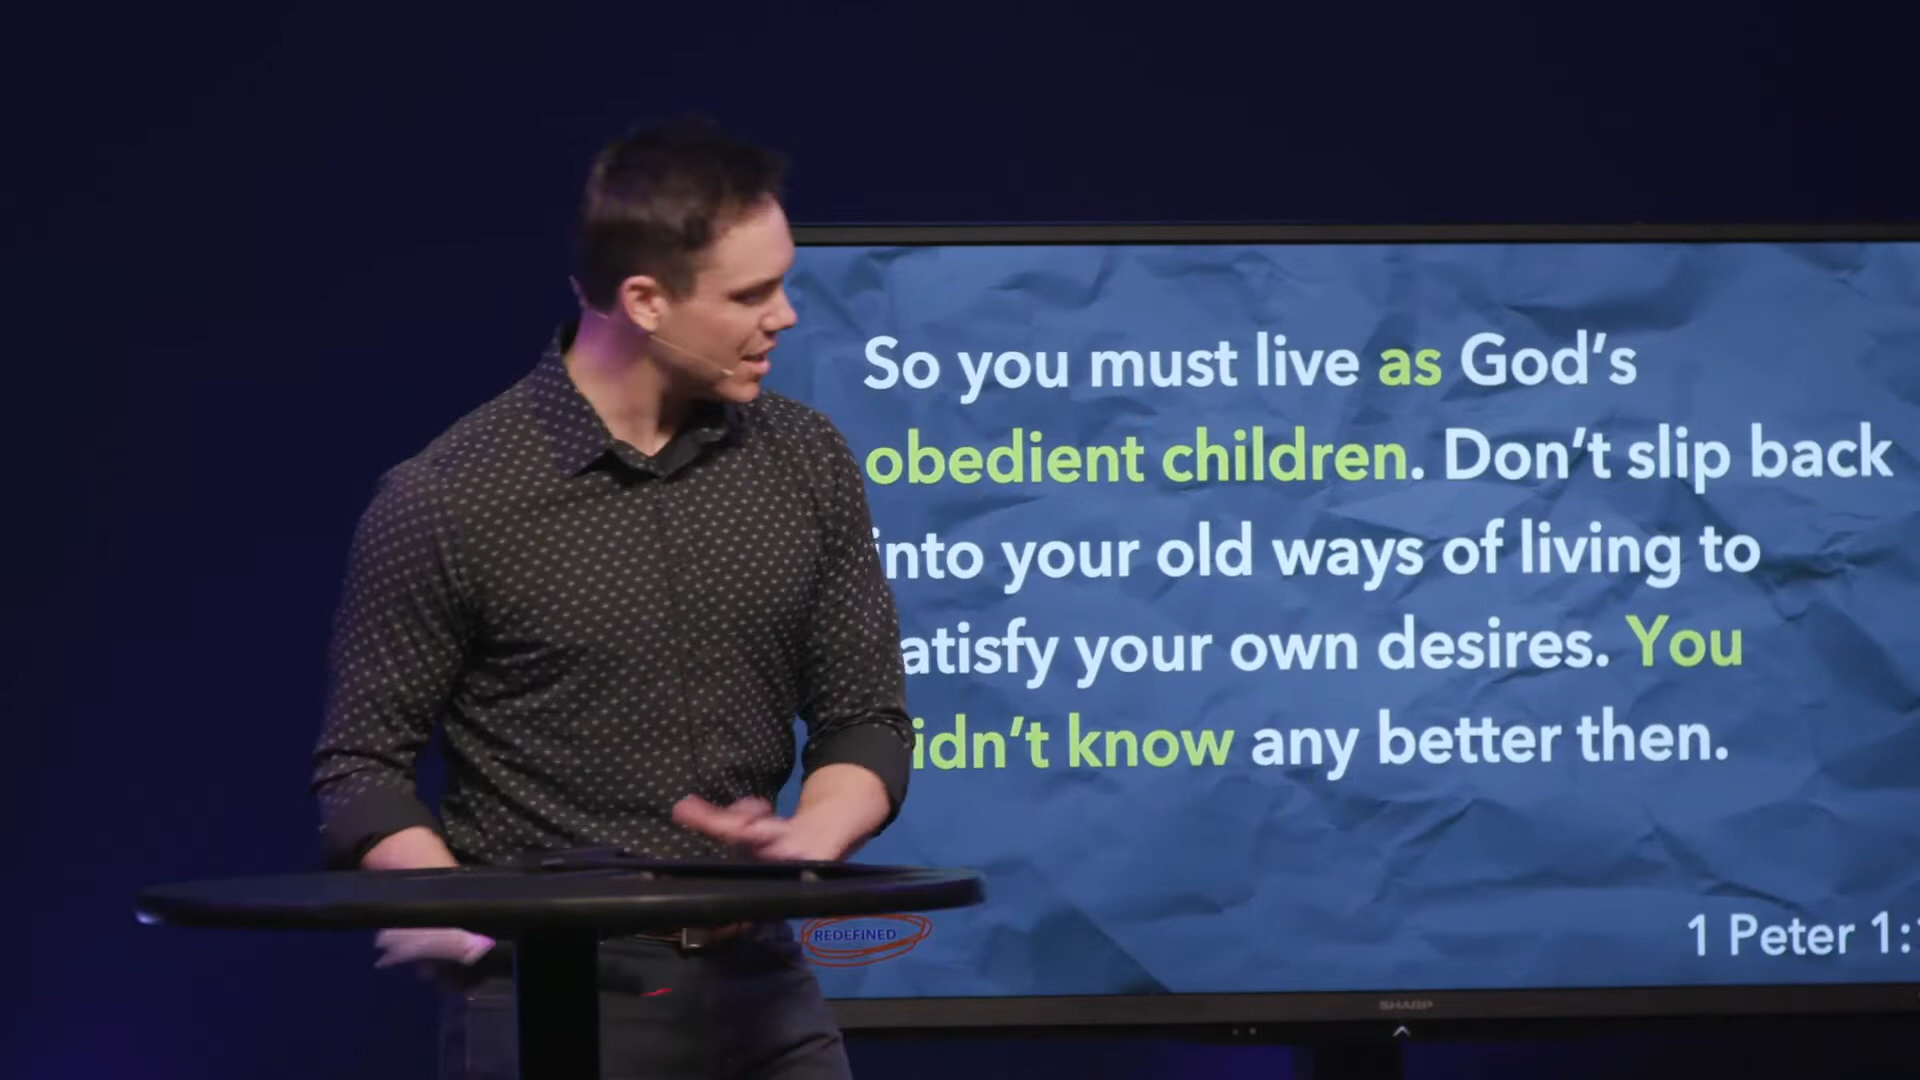 So you must live as God's
obedient children. Don't slip back
into your old ways of living to
atisfy your own desires. You
idn't know any better then.
1 Peter 1:
REDEFINED
SHARP